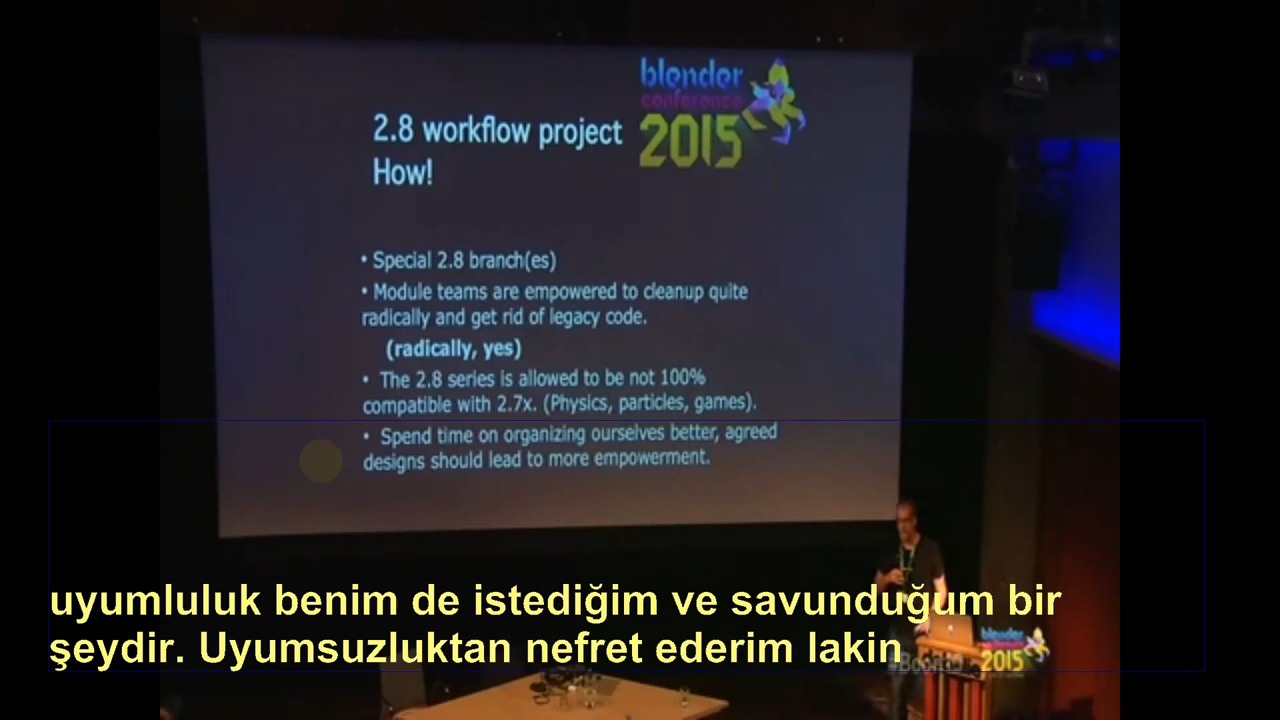 blender
conference
2015
2.8 workflow project
How!
• Special 2.8 branch(es)
• Module teams are empowered to cleanup quite
radically and get rid of legacy code.
(radically, yes)
• The 2.8 series is allowed to be not 100%
compatible with 2.7x. (Physics, particles, games).
• Spend time on organizing ourselves better, agreed
designs should lead to more empowerment.
uyumluluk benim de istediğim ve savunduğum bir
şeydir. Uyumsuzluktan nefret ederim lakin
blender
2015